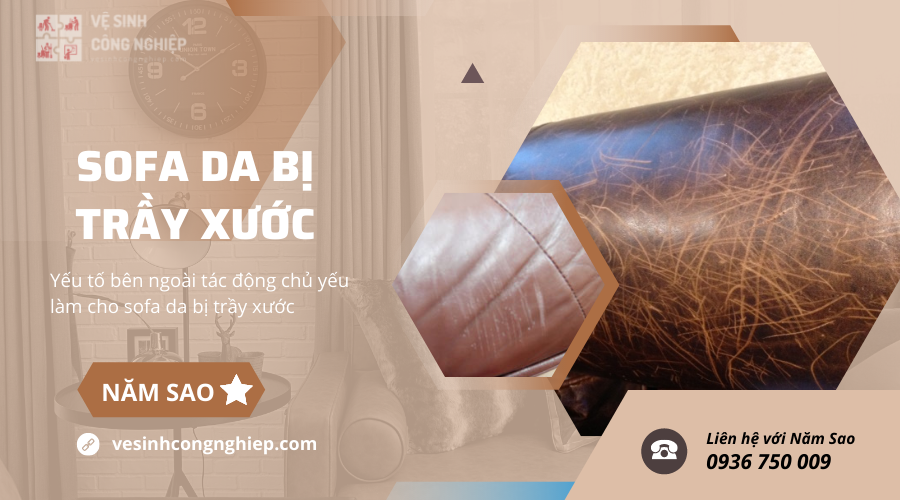 VỆ SINH
CÔNG NGHIỆP
SOFA DA BỊ
TRẦY XƯỚC
Yếu tố bên ngoài tác động chủ yếu
làm cho sofa da bị trầy xước
NĂM SAO
vesinhcongnghiep.com
Liên hệ với Năm Sao
0936 750 009